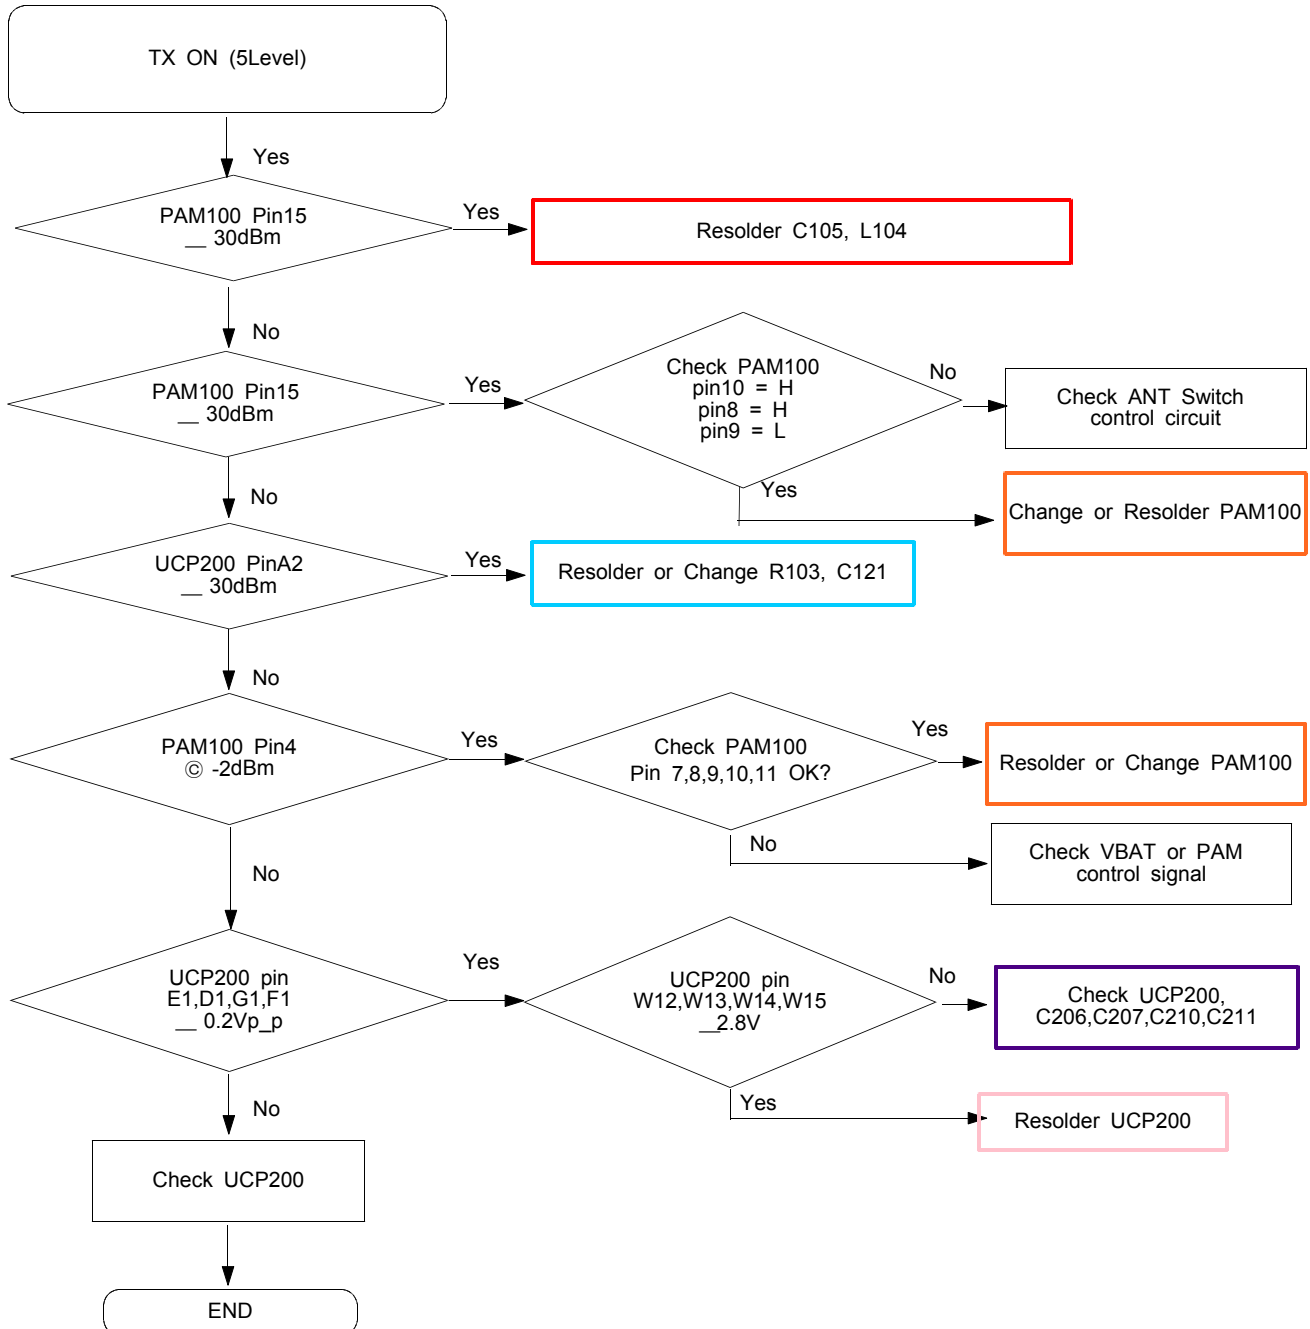 TX ON (5Level)
Yes
PAM100 Pin15
__ 30dBm
Yes
Resolder C105, L104
No
PAM100 Pin15
__ 30dBm
Yes
Check PAM100
pin10 = H
pin8 = H
pin9 = L
No
Check ANT Switch
control circuit
Yes
Change or Resolder PAM100
No
UCP200 PinA2
__ 30dBm
Yes
Resolder or Change R103, C121
No
PAM100 Pin4
© -2dBm
Yes
Check PAM100
Pin 7,8,9,10,11 OK?
Yes
Resolder or Change PAM100
No
Check VBAT or PAM
control signal
No
UCP200 pin
E1,D1,G1,F1
__ 0.2Vp_p
Yes
UCP200 pin
W12,W13,W14,W15
__2.8V
No
Check UCP200,
C206,C207,C210,C211
Yes
Resolder UCP200
No
Check UCP200
END